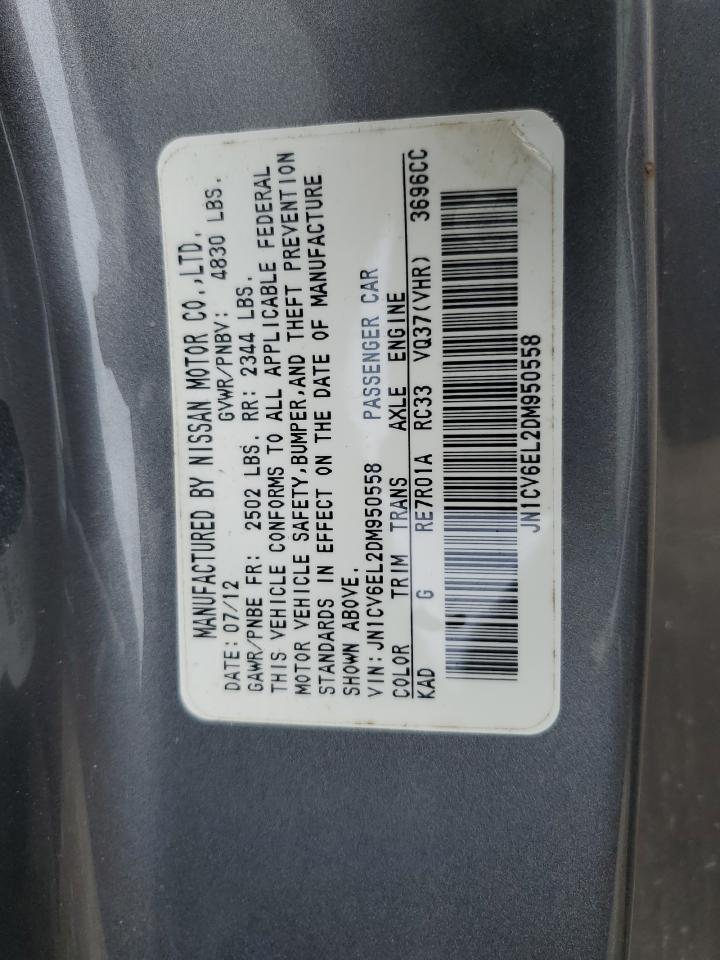 MANUFACTURED BY NISSAN MOTOR CO.,LTD.
DATE: 07/12 GVWR/PNBV: 4830 LBS.
GAWR/PNBE FR: 2502 LBS. RR: 2344 LBS.
THIS VEHICLE CONFORMS TO ALL APPLICABLE FEDERAL
MOTOR VEHICLE SAFETY,BUMPER,AND THEFT PREVENTION
STANDARDS IN EFFECT ON THE DATE OF MANUFACTURE
SHOWN ABOVE.
VIN: JN1CV6EL2DM950558 PASSENGER CAR
COLOR TRIM TRANS AXLE ENGINE
KAD G RE7R01A RC33 VQ37(VHR) 3696CC
JN1CV6EL2DM950558